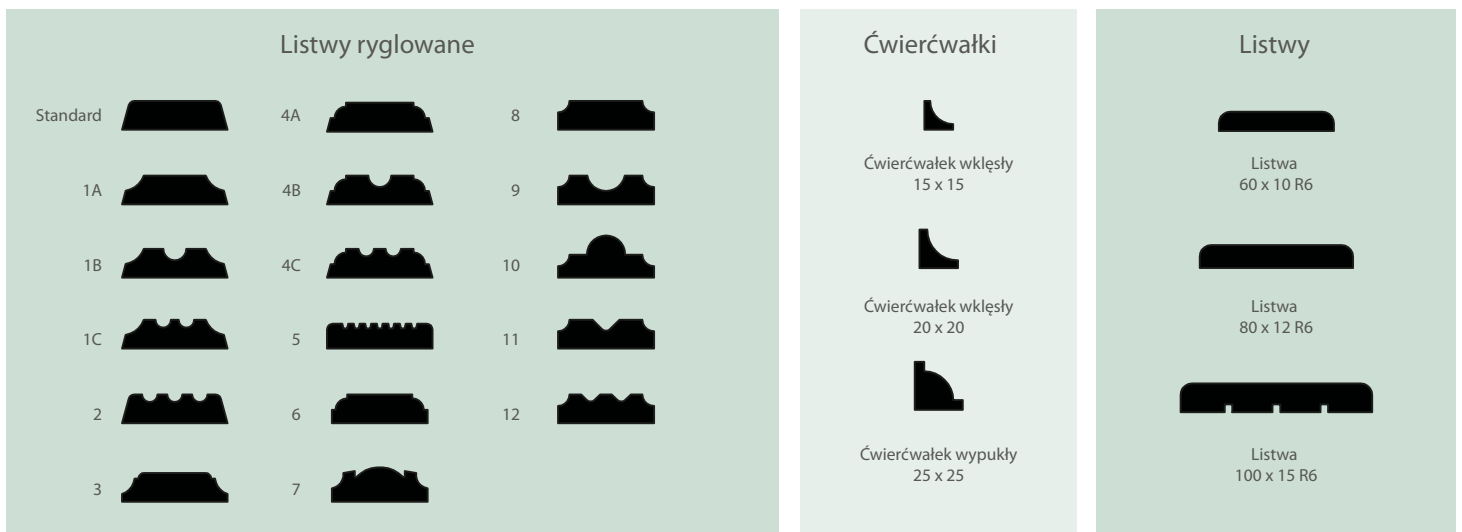 Listwy ryglowane
Standard
1A
1B
1C
2
3
4A
4B
4C
5
6
7
8
9
10
11
12
Ćwierćwałki
Ćwierćwałek wklęsły
15 x 15
Ćwierćwałek wklęsły
20 x 20
Ćwierćwałek wypukły
25 x 25
Listwy
Listwa
60 x 10 R6
Listwa
80 x 12 R6
Listwa
100 x 15 R6